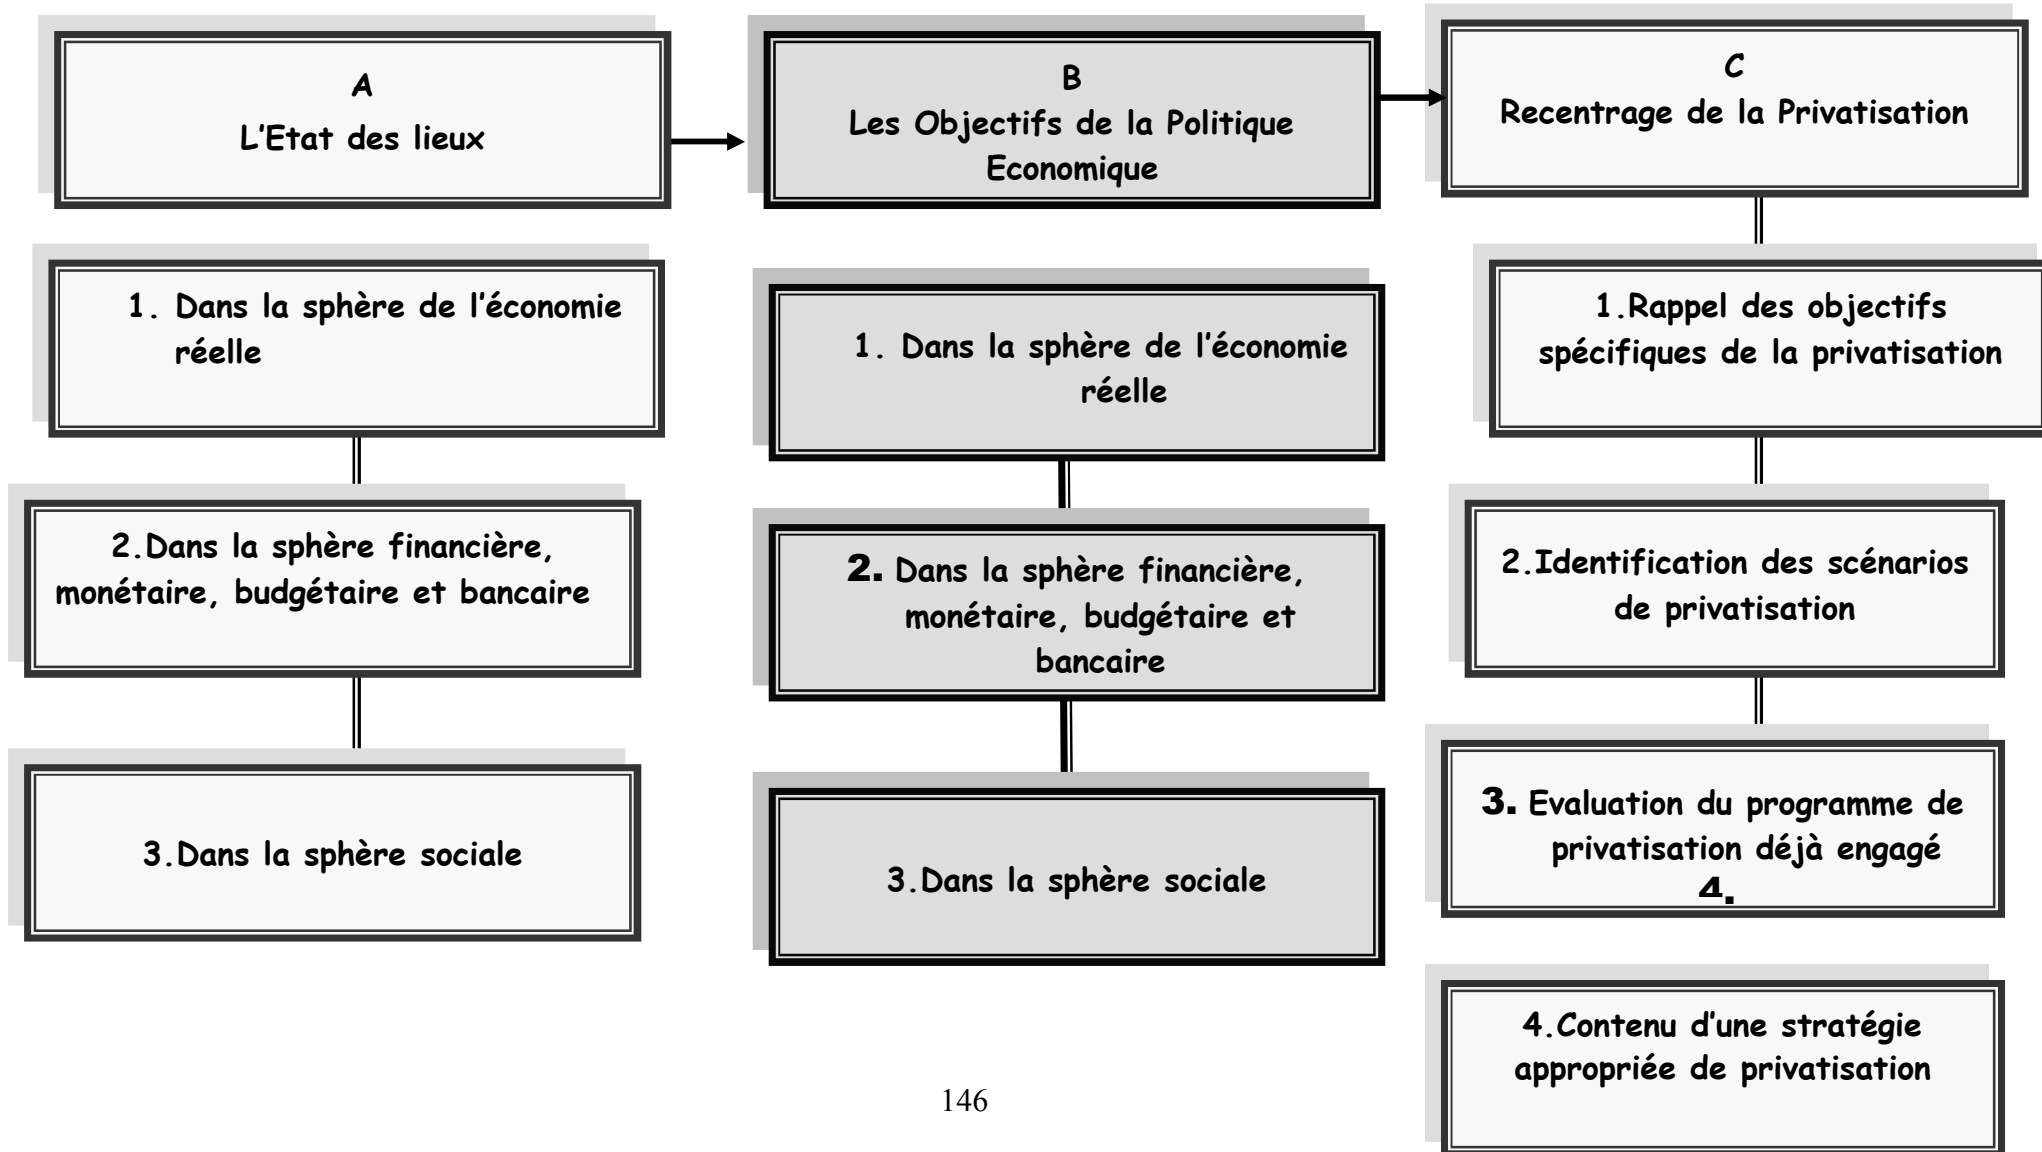 A
L'Etat des lieux
1. Dans la sphère de l'économie
réelle
2.Dans la sphère financière,
monétaire, budgétaire et bancaire
3.Dans la sphère sociale
B
Les Objectifs de la Politique
Economique
1. Dans la sphère de l'économie
réelle
2. Dans la sphère financière,
monétaire, budgétaire et
bancaire
3.Dans la sphère sociale
C
Recentrage de la Privatisation
1.Rappel des objectifs
spécifiques de la privatisation
2.Identification des scénarios
de privatisation
3. Evaluation du programme de
privatisation déjà engagé
4.
4.Contenu d'une stratégie
appropriée de privatisation
146